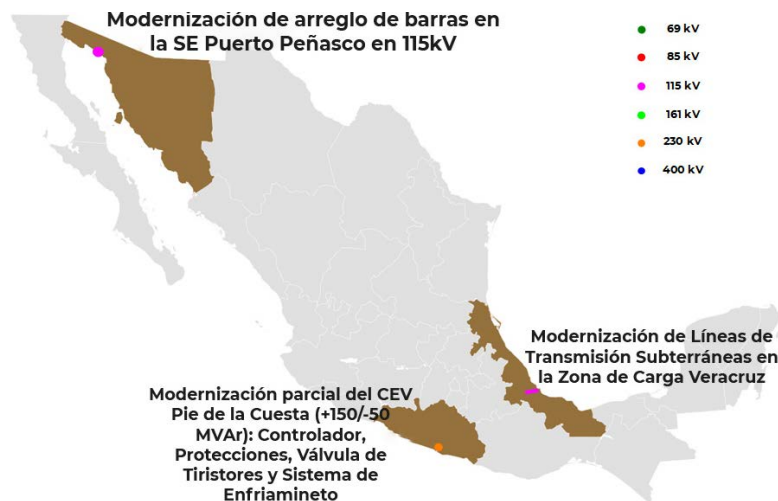 Modernización de arreglo de barras en
la SE Puerto Peñasco en 115kV
69 kV
85 kV
115 kV
161 kV
230 kV
400 kV
Modernización de Líneas de
Transmisión Subterráneas en
la Zona de Carga Veracruz
Modernización parcial del CEV
Pie de la Cuesta (+150/-50
MVAr): Controlador,
Protecciones, Válvula de
Tiristores y Sistema de
Enfriamineto